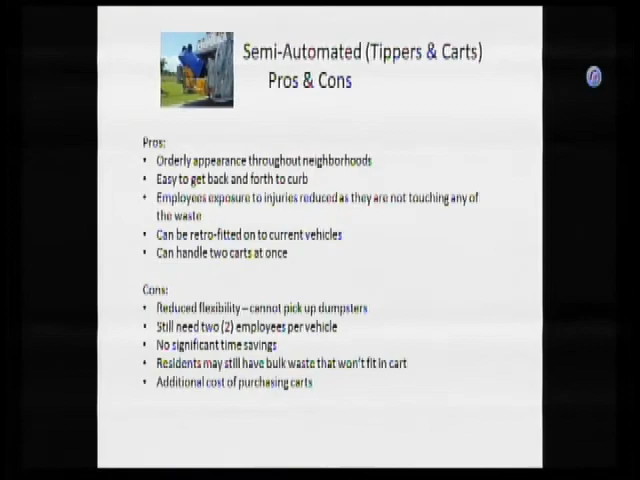 Semi-Automated (Tippers & Carts)
Pros & Cons
Pros:
• Orderly appearance throughout neighborhoods
• Easy to get back and forth to curb
• Employees exposure to injuries reduced as they are not touching any of
the waste
• Can be retro-fitted on to current vehicles
• Can handle two carts at once
Cons:
• Reduced flexibility – cannot pick up dumpsters
• Still need two (2) employees per vehicle
• No significant time savings
• Residents may still have bulk waste that won't fit in cart
• Additional cost of purchasing carts